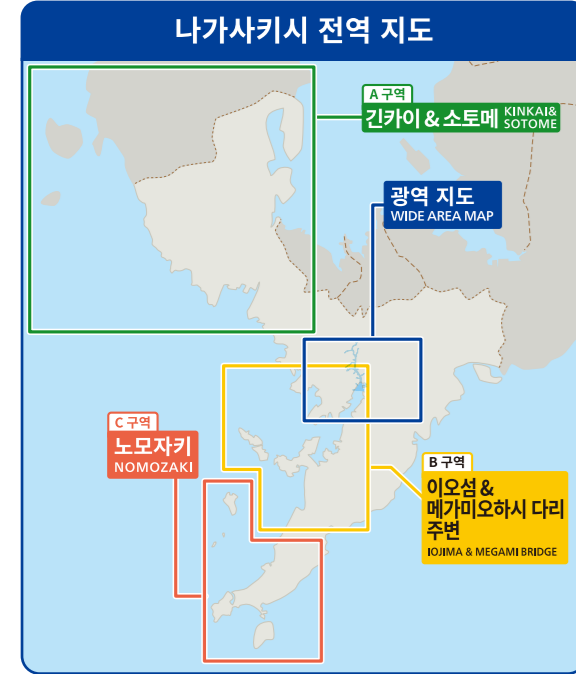 나가사키시 전역 지도
A 구역
긴카이 & 소토메 KINKAI&
SOTOME
광역 지도
WIDE AREA MAP
C 구역
노모자키
NOMOZAKI
B 구역
이오섬 &
메가미오하시 다리
주변
IOJIMA & MEGAMI BRIDGE